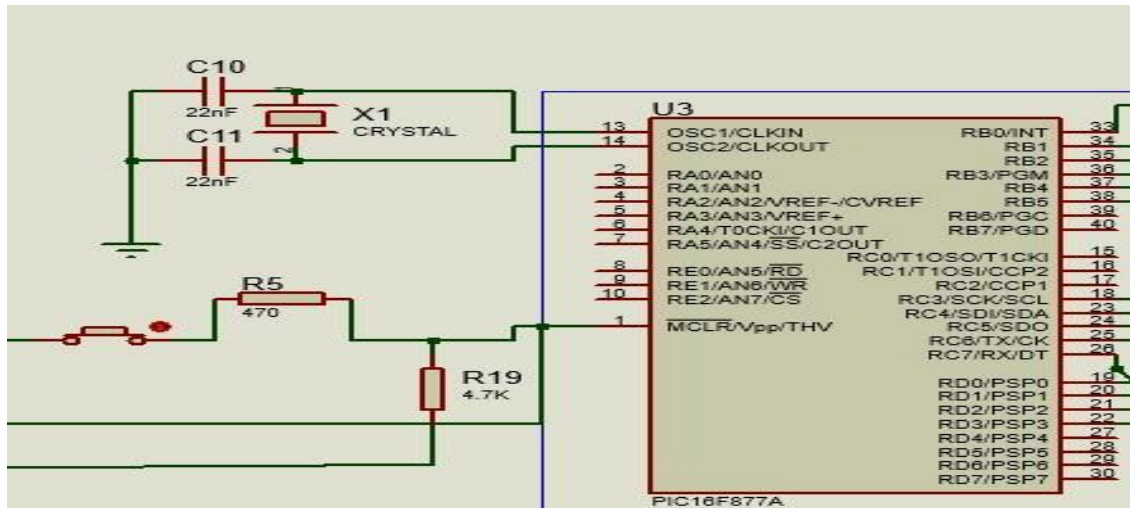 C10
22nF
1
X1
CRYSTAL
C11
22nF
2
R5
470
R19
4.7K
U3
13 OSC1/CLKIN
14 OSC2/CLKOUT
2 RA0/AN0
3 RA1/AN1
4 RA2/AN2/VREF-/CVREF
5 RA3/AN3/VREF+
6 RA4/T0CKI/C1OUT
7 RA5/AN4/SS/C2OUT
8 RE0/AN5/RD
9 RE1/AN6/WR
10 RE2/AN7/CS
1 MCLR/Vpp/THV
RB0/INT 33
RB1 34
RB2 35
RB3/PGM 36
RB4 37
RB5 38
RB6/PGC 39
RB7/PGD 40
RC0/T1OSO/T1CKI 15
RC1/T1OSI/CCP2 16
RC2/CCP1 17
RC3/SCK/SCL 18
RC4/SDI/SDA 23
RC5/SDO 24
RC6/TX/CK 25
RC7/RX/DT 26
RD0/PSP0 19
RD1/PSP1 20
RD2/PSP2 21
RD3/PSP3 22
RD4/PSP4 27
RD5/PSP5 28
RD6/PSP6 29
RD7/PSP7 30
PIC16F877A